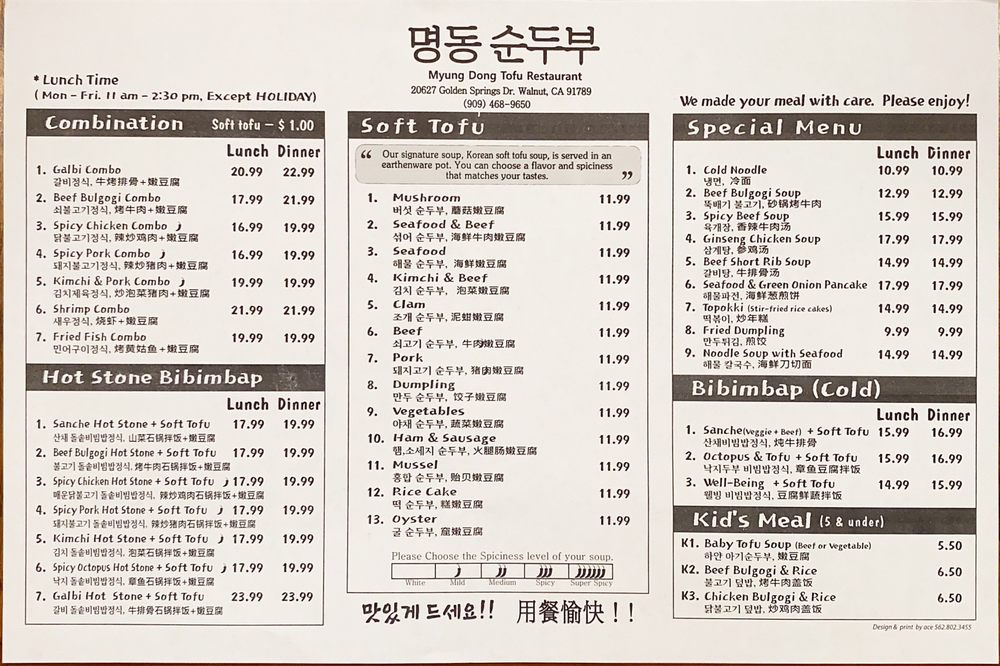 명동 순두부
Myung Dong Tofu Restaurant
20627 Golden Springs Dr. Walnut, CA 91789
(909) 468-9650
* Lunch Time
( Mon - Fri. 11 am - 2:30 pm, Except HOLIDAY)
Combination Soft tofu - $ 1.00
Lunch Dinner
1. Galbi Combo 20.99 22.99
갈비정식, 牛烤排骨+嫩豆腐
2. Beef Bulgogi Combo 17.99 21.99
쇠불고기정식, 烤牛肉+嫩豆腐
3. Spicy Chicken Combo 16.99 19.99
닭불고기정식, 辣炒鸡肉+嫩豆腐
4. Spicy Pork Combo 16.99 19.99
돼지불고기정식, 辣炒猪肉+嫩豆腐
5. Kimchi & Pork Combo 19.99 19.99
김치제육정식, 炒泡菜猪肉+嫩豆腐
6. Shrimp Combo 21.99 21.99
새우정식, 烧虾+嫩豆腐
7. Fried Fish Combo 19.99 19.99
민어구이정식, 烤黄姑鱼+嫩豆腐
Hot Stone Bibimbap
Lunch Dinner
1. Sanche Hot Stone + Soft Tofu 17.99 19.99
산채 돌솥비빔밥정식, 山菜石锅拌饭+嫩豆腐
2. Beef Bulgogi Hot Stone + Soft Tofu 17.99 19.99
불고기 돌솥비빔밥정식, 烤牛肉石锅拌饭+嫩豆腐
3. Spicy Chicken Hot Stone + Soft Tofu 17.99 19.99
매운닭불고기 돌솥비빔밥정식, 辣炒鸡肉石锅拌饭+嫩豆腐
4. Spicy Pork Hot Stone + Soft Tofu 17.99 19.99
돼지불고기 돌솥비빔밥정식, 辣炒猪肉石锅拌饭+嫩豆腐
5. Kimchi Hot Stone + Soft Tofu 17.99 19.99
김치 돌솥비빔밥정식, 泡菜石锅拌饭+嫩豆腐
6. Spicy Octopus Hot Stone + Soft Tofu 17.99 19.99
낙지 돌솥비빔밥정식, 章鱼石锅拌饭+嫩豆腐
7. Galbi Hot Stone + Soft Tofu 23.99 23.99
갈비 돌솥비빔밥정식, 牛排骨石锅拌饭+嫩豆腐
Soft Tofu
“ Our signature soup, Korean soft tofu soup, is served in an
earthenware pot. You can choose a flavor and spiciness
that matches your tastes. ”
1. Mushroom 11.99
버섯 순두부, 蘑菇嫩豆腐
2. Seafood & Beef 11.99
섞어 순두부, 海鲜牛肉嫩豆腐
3. Seafood 11.99
해물 순두부, 海鲜嫩豆腐
4. Kimchi & Beef 11.99
김치 순두부, 泡菜嫩豆腐
5. Clam 11.99
조개 순두부, 泥蚶嫩豆腐
6. Beef 11.99
쇠고기 순두부, 牛肉嫩豆腐
7. Pork 11.99
돼지고기 순두부, 猪肉嫩豆腐
8. Dumpling 11.99
만두 순두부, 饺子嫩豆腐
9. Vegetables 11.99
야채 순두부, 蔬菜嫩豆腐
10. Ham & Sausage 11.99
햄,소세지 순두부, 火腿肠嫩豆腐
11. Mussel 11.99
홍합 순두부, 贻贝嫩豆腐
12. Rice Cake 11.99
떡 순두부, 糕嫩豆腐
13. Oyster 11.99
굴 순두부, 嫩豆腐
Please Choose the Spiciness level of your soup.
White Mild Medium Spicy Super Spicy
맛있게 드세요!! 用餐愉快!!
We made your meal with care. Please enjoy!
Special Menu
Lunch Dinner
1. Cold Noodle 10.99 10.99
냉면, 冷面
2. Beef Bulgogi Soup 12.99 12.99
뚝배기 불고기, 砂锅烤牛肉
3. Spicy Beef Soup 15.99 15.99
육개장, 香辣牛肉汤
4. Ginseng Chicken Soup 17.99 17.99
삼계탕, 参鸡汤
5. Beef Short Rib Soup 14.99 14.99
갈비탕, 牛排骨汤
6. Seafood & Green Onion Pancake 17.99 17.99
해물파전, 海鲜葱煎饼
7. Topokki (Stir-fried rice cakes) 14.99 14.99
떡볶이, 炒年糕
8. Fried Dumpling 9.99 9.99
만두튀김, 煎饺
9. Noodle Soup with Seafood 14.99 14.99
해물 칼국수, 海鲜刀切面
Bibimbap (Cold)
Lunch Dinner
1. Sanche(Veggie + Beef) + Soft Tofu 15.99 16.99
산채비빔밥정식, 炖牛排骨
2. Octopus & Tofu + Soft Tofu 15.99 16.99
낙지두부 비빔밥정식, 章鱼豆腐拌饭
3. Well-Being + Soft Tofu 14.99 15.99
웰빙 비빔밥정식, 豆腐鲜蔬拌饭
Kid's Meal (5 & under)
K1. Baby Tofu Soup (Beef or Vegetable) 5.50
하얀 아기순두부, 嫩豆腐
K2. Beef Bulgogi & Rice 6.50
불고기 덮밥, 烤牛肉盖饭
K3. Chicken Bulgogi & Rice 6.50
닭불고기 덮밥, 炒鸡肉盖饭
Design & print by ace 562.802.3455